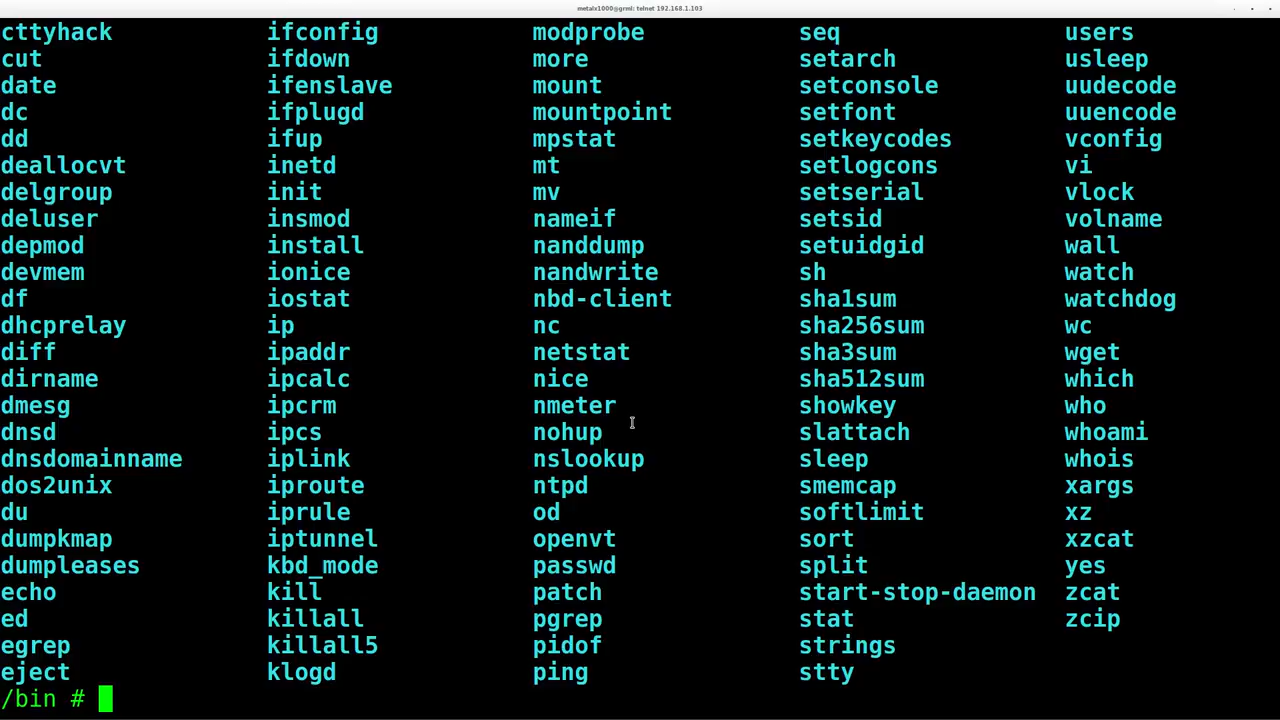 metalx1000@grml: telnet 192.168.1.103
cttyhack ifconfig modprobe seq users
cut ifdown more setarch usleep
date ifenslave mount setconsole uudecode
dc ifplugd mountpoint setfont uuencode
dd ifup mpstat setkeycodes vconfig
deallocvt inetd mt setlogcons vi
delgroup init mv setserial vlock
deluser insmod nameif setsid volname
depmod install nanddump setuidgid wall
devmem ionice nandwrite sh watch
df iostat nbd-client sha1sum watchdog
dhcprelay ip nc sha256sum wc
diff ipaddr netstat sha3sum wget
dirname ipcalc nice sha512sum which
dmesg ipcrm nmeter showkey who
dnsd ipcs nohup slattach whoami
dnsdomainname iplink nslookup sleep whois
dos2unix iproute ntpd smemcap xargs
du iprule od softlimit xz
dumpkmap iptunnel openvt sort xzcat
dumpleases kbd_mode passwd split yes
echo kill patch start-stop-daemon zcat
ed killall pgrep stat zcip
egrep killall5 pidof strings
eject klogd ping stty
/bin #